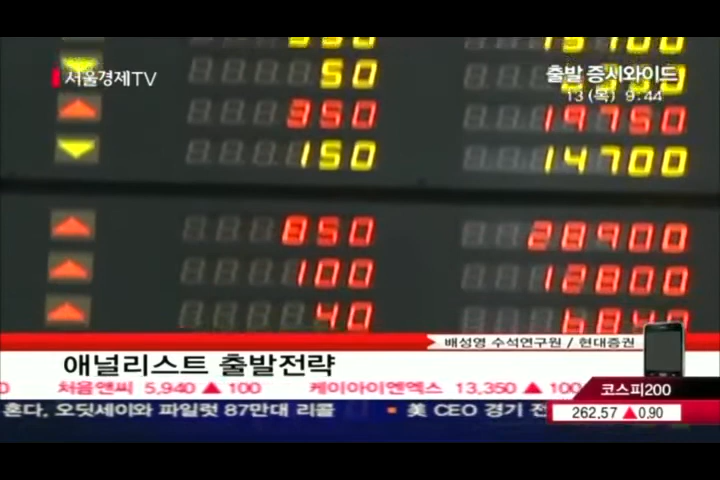 서울경제TV
출발 증시와이드
13(목) 9:44
50
350 19750
150 14700
850 28900
100 12800
40 6840
배성영 수석연구원 / 현대증권
애널리스트 출발전략
처음앤씨 5,940 ▲ 100 케이아이엔엑스 13,350 ▲ 100
코스피200
262.57 ▲ 0.90
혼다, 오딧세이와 파일럿 87만대 리콜 ▪ 美 CEO 경기 전